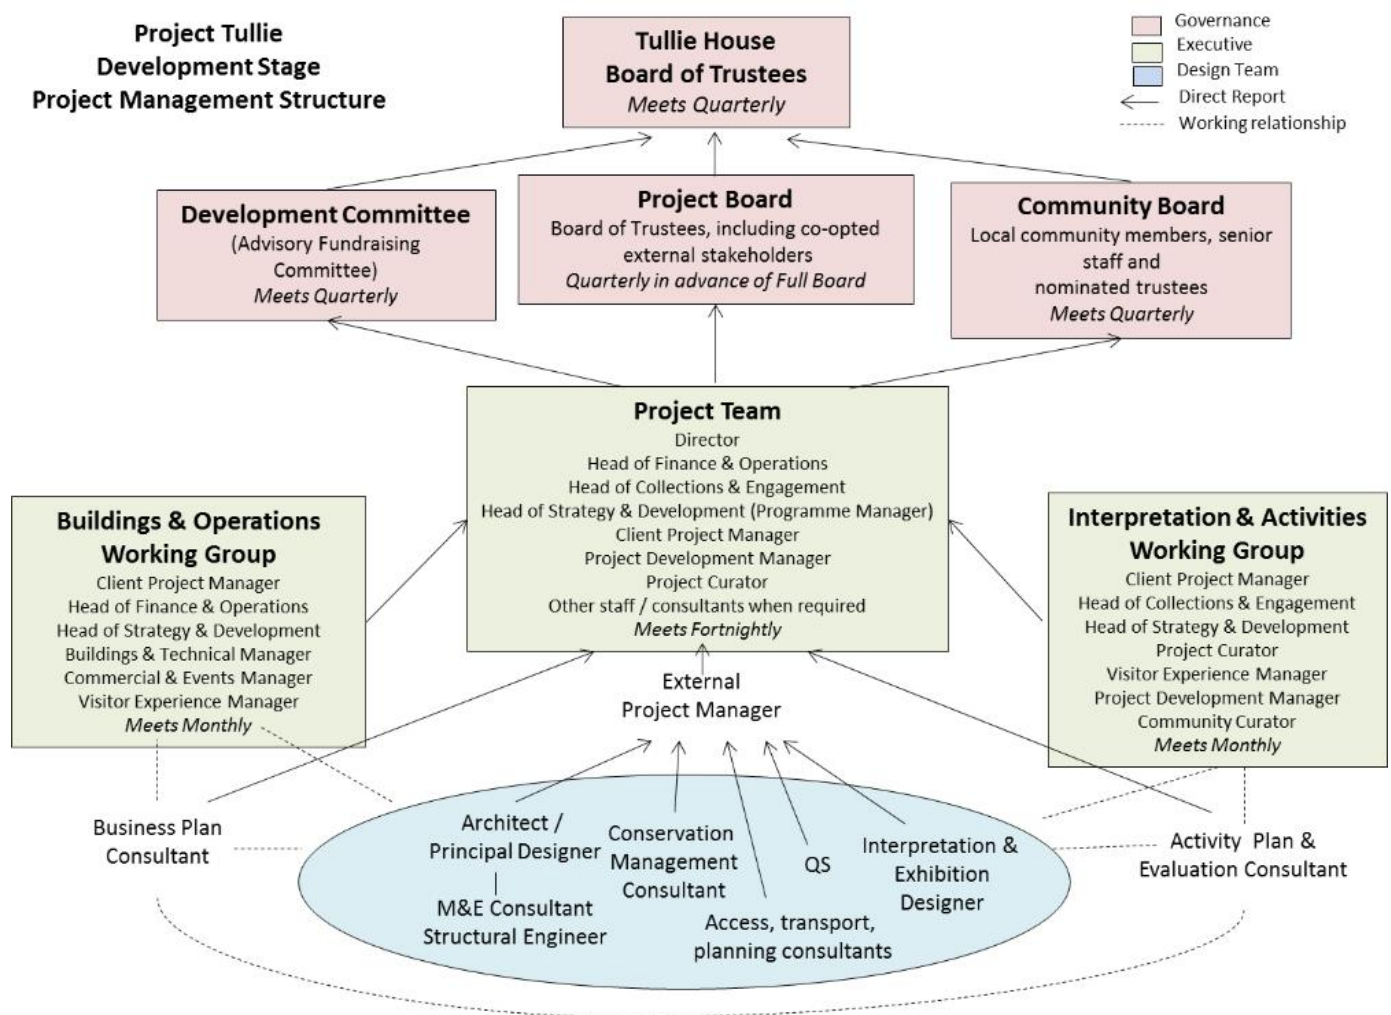 Project Tullie
Development Stage
Project Management Structure
Tullie House
Board of Trustees
Meets Quarterly
Governance
Executive
Design Team
Direct Report
Working relationship
Development Committee
(Advisory Fundraising
Committee)
Meets Quarterly
Project Board
Board of Trustees, including co-opted
external stakeholders
Quarterly in advance of Full Board
Community Board
Local community members, senior
staff and
nominated trustees
Meets Quarterly
Project Team
Director
Head of Finance & Operations
Head of Collections & Engagement
Head of Strategy & Development (Programme Manager)
Client Project Manager
Project Development Manager
Project Curator
Other staff / consultants when required
Meets Fortnightly
Buildings & Operations
Working Group
Client Project Manager
Head of Finance & Operations
Head of Strategy & Development
Buildings & Technical Manager
Commercial & Events Manager
Visitor Experience Manager
Meets Monthly
Interpretation & Activities
Working Group
Client Project Manager
Head of Collections & Engagement
Head of Strategy & Development
Project Curator
Visitor Experience Manager
Project Development Manager
Community Curator
Meets Monthly
External
Project Manager
Business Plan
Consultant
Architect /
Principal Designer
M&E Consultant
Structural Engineer
Conservation
Management
Consultant
Access, transport,
planning consultants
QS
Interpretation &
Exhibition
Designer
Activity Plan &
Evaluation Consultant